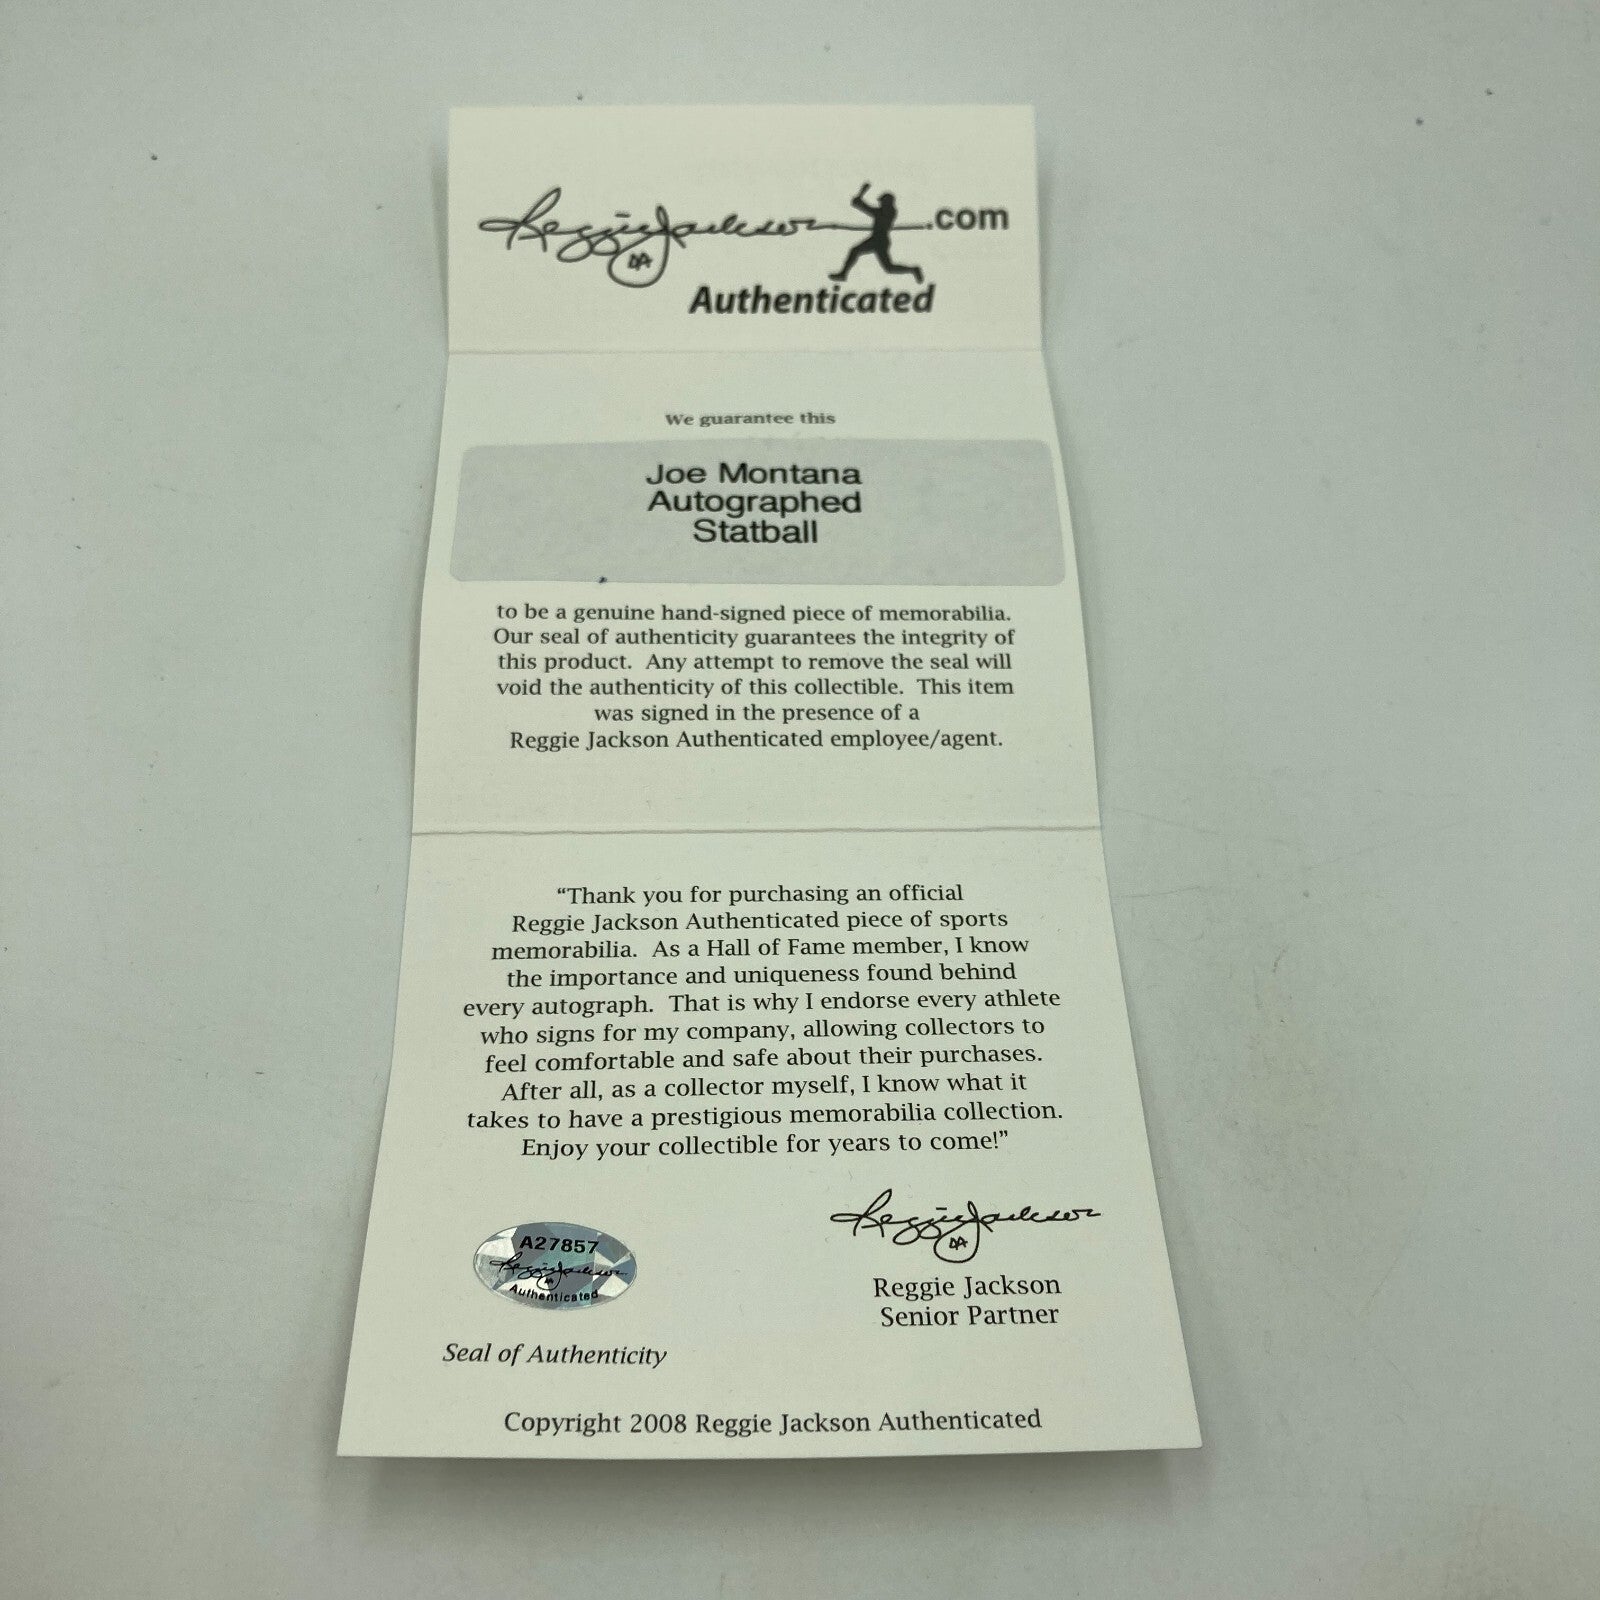 Reggie Jackson .com
Authenticated
We guarantee this
Joe Montana
Autographed
Statball
to be a genuine hand-signed piece of memorabilia.
Our seal of authenticity guarantees the integrity of
this product. Any attempt to remove the seal will
void the authenticity of this collectible. This item
was signed in the presence of a
Reggie Jackson Authenticated employee/agent.
“Thank you for purchasing an official
Reggie Jackson Authenticated piece of sports
memorabilia. As a Hall of Fame member, I know
the importance and uniqueness found behind
every autograph. That is why I endorse every athlete
who signs for my company, allowing collectors to
feel comfortable and safe about their purchases.
After all, as a collector myself, I know what it
takes to have a prestigious memorabilia collection.
Enjoy your collectible for years to come!”
Reggie Jackson
Reggie Jackson
Senior Partner
A27857
Reggie Jackson
Authenticated
Seal of Authenticity
Copyright 2008 Reggie Jackson Authenticated